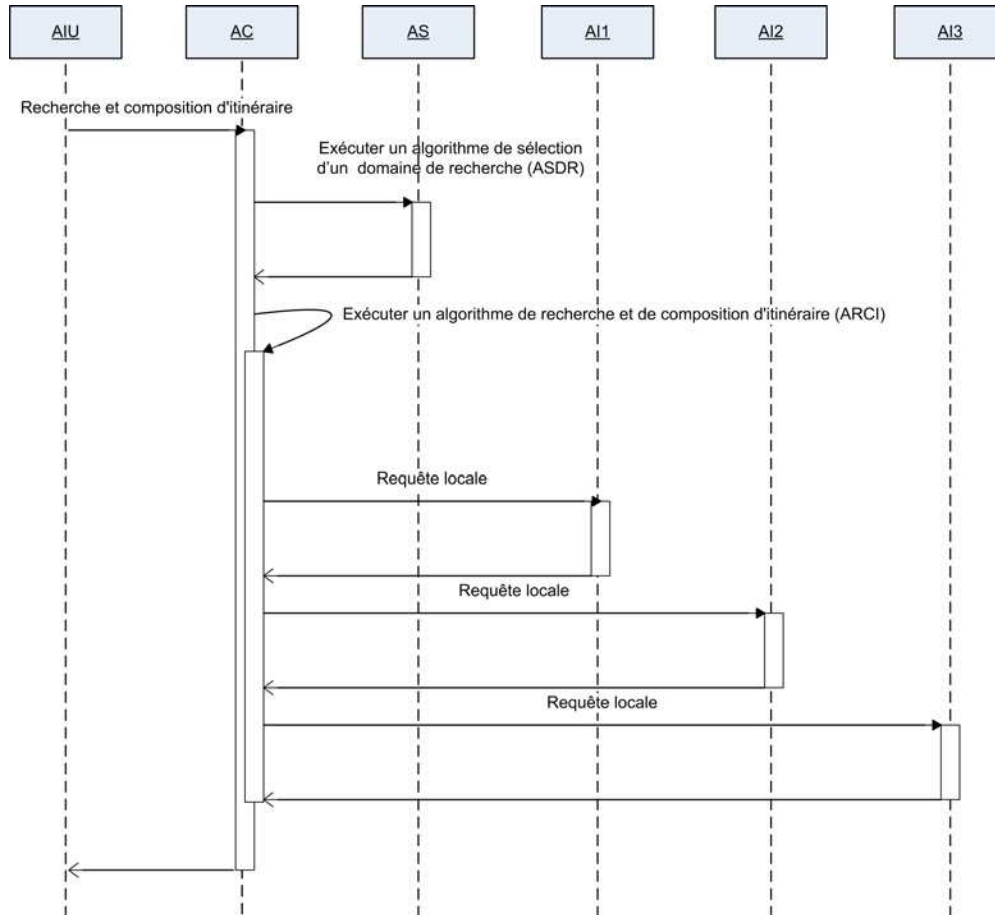 AIU
AC
AS
AI1
AI2
AI3
Recherche et composition d'itinéraire
Exécuter un algorithme de sélection
d'un domaine de recherche (ASDR)
Exécuter un algorithme de recherche et de composition d'itinéraire (ARCI)
Requête locale
Requête locale
Requête locale